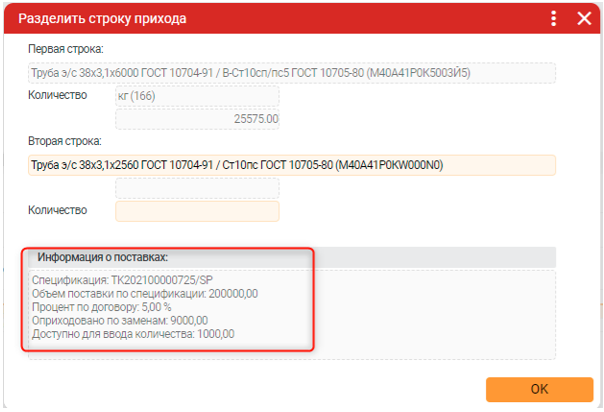 Разделить строку прихода
Первая строка:
Труба э/с 38х3,1х6000 ГОСТ 10704-91 / В-Ст10сп/пс5 ГОСТ 10705-80 (М40А41Р0К5003Й5)
Количество
кг (166)
25575.00
Вторая строка:
Труба э/с 38х3,1х2560 ГОСТ 10704-91 / Ст10пс ГОСТ 10705-80 (М40А41Р0КW000N0)
Количество
Информация о поставках:
Спецификация: ТК202100000725/SP
Объем поставки по спецификации: 200000,00
Процент по договору: 5,00 %
Оприходовано по заменам: 9000,00
Доступно для ввода количества: 1000,00
ОК